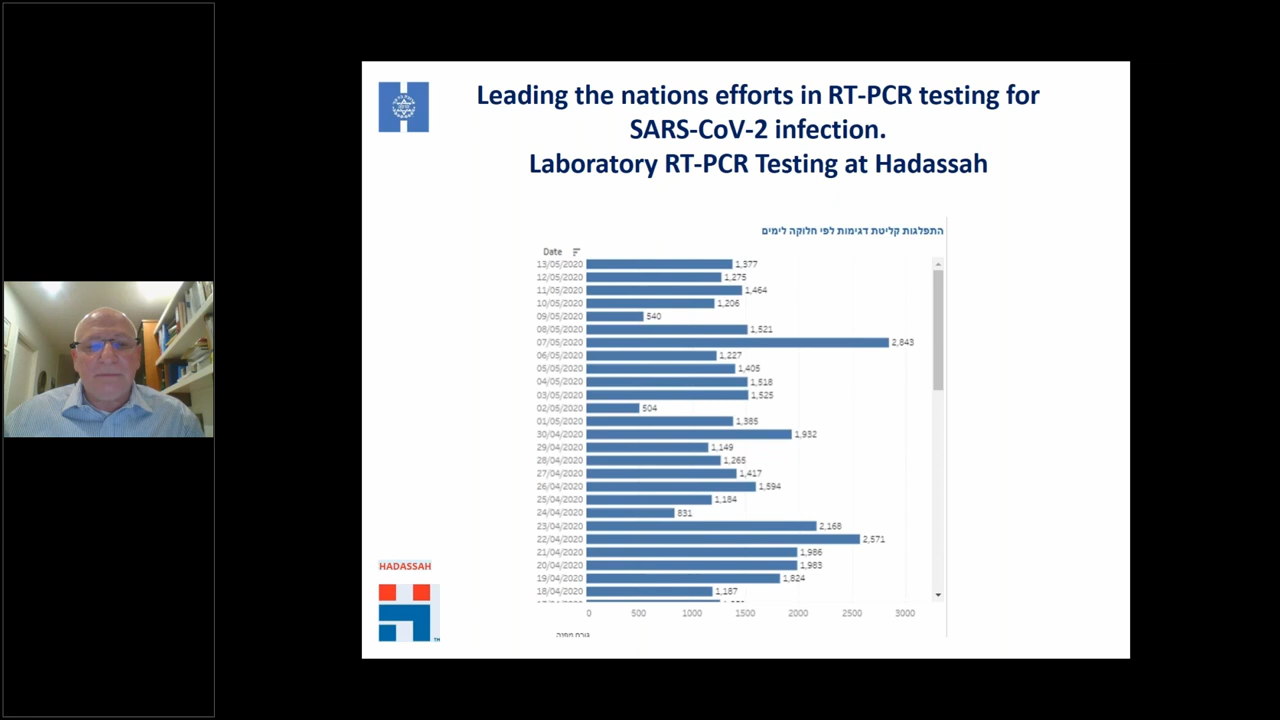 Leading the nations efforts in RT-PCR testing for
SARS-CoV-2 infection.
Laboratory RT-PCR Testing at Hadassah
התפלגות קליטת דגימות לפי חלוקה לימים
Date
13/05/2020 1,377
12/05/2020 1,275
11/05/2020 1,464
10/05/2020 1,206
09/05/2020 540
08/05/2020 1,521
07/05/2020 2,843
06/05/2020 1,227
05/05/2020 1,405
04/05/2020 1,518
03/05/2020 1,525
02/05/2020 504
01/05/2020 1,385
30/04/2020 1,932
29/04/2020 1,149
28/04/2020 1,265
27/04/2020 1,417
26/04/2020 1,594
25/04/2020 1,184
24/04/2020 831
23/04/2020 2,168
22/04/2020 2,571
21/04/2020 1,986
20/04/2020 1,983
19/04/2020 1,824
18/04/2020 1,187
0 500 1000 1500 2000 2500 3000
גורם מפנה
HADASSAH
TM